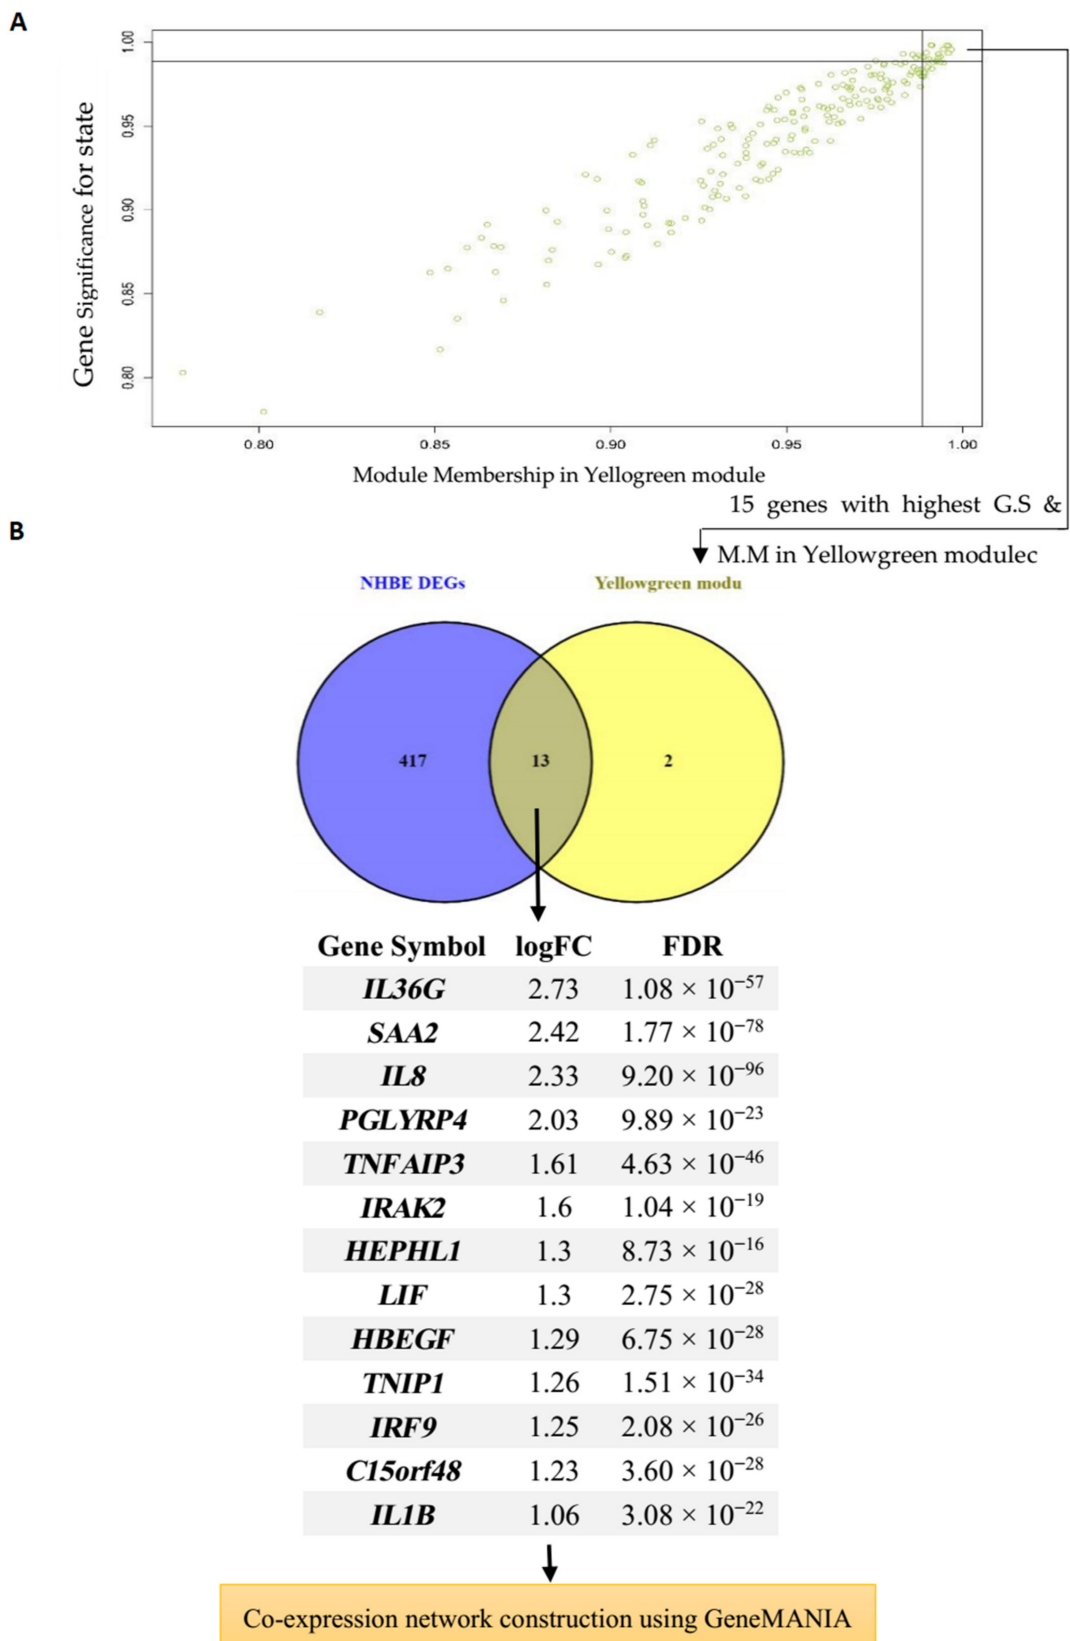 A
Gene Significance for state
1.00
0.95
0.90
0.85
0.80
0.80 0.85 0.90 0.95 1.00
Module Membership in Yellogreen module
15 genes with highest G.S &
M.M in Yellowgreen modulec
B
NHBE DEGs Yellowgreen modu
417 13 2
Gene Symbol logFC FDR
IL36G 2.73 1.08 × 10⁻⁵⁷
SAA2 2.42 1.77 × 10⁻⁷⁸
IL8 2.33 9.20 × 10⁻⁹⁶
PGLYRP4 2.03 9.89 × 10⁻²³
TNFAIP3 1.61 4.63 × 10⁻⁴⁶
IRAK2 1.6 1.04 × 10⁻¹⁹
HEPHL1 1.3 8.73 × 10⁻¹⁶
LIF 1.3 2.75 × 10⁻²⁸
HBEGF 1.29 6.75 × 10⁻²⁸
TNIP1 1.26 1.51 × 10⁻³⁴
IRF9 1.25 2.08 × 10⁻²⁶
C15orf48 1.23 3.60 × 10⁻²⁸
IL1B 1.06 3.08 × 10⁻²²
Co-expression network construction using GeneMANIA